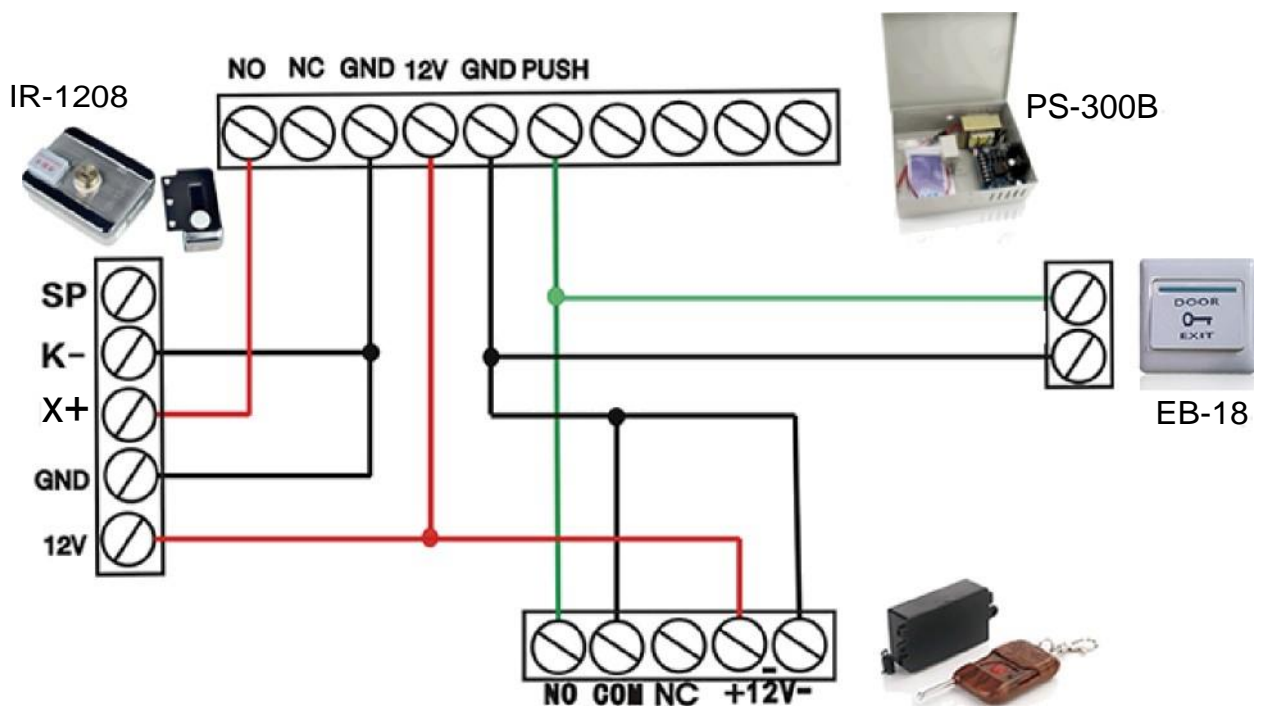 NO NC GND 12V GND PUSH
IR-1208
PS-300B
SP
K-
X+
GND
12V
DOOR
EXIT
EB-18
NO COM NC +12V-